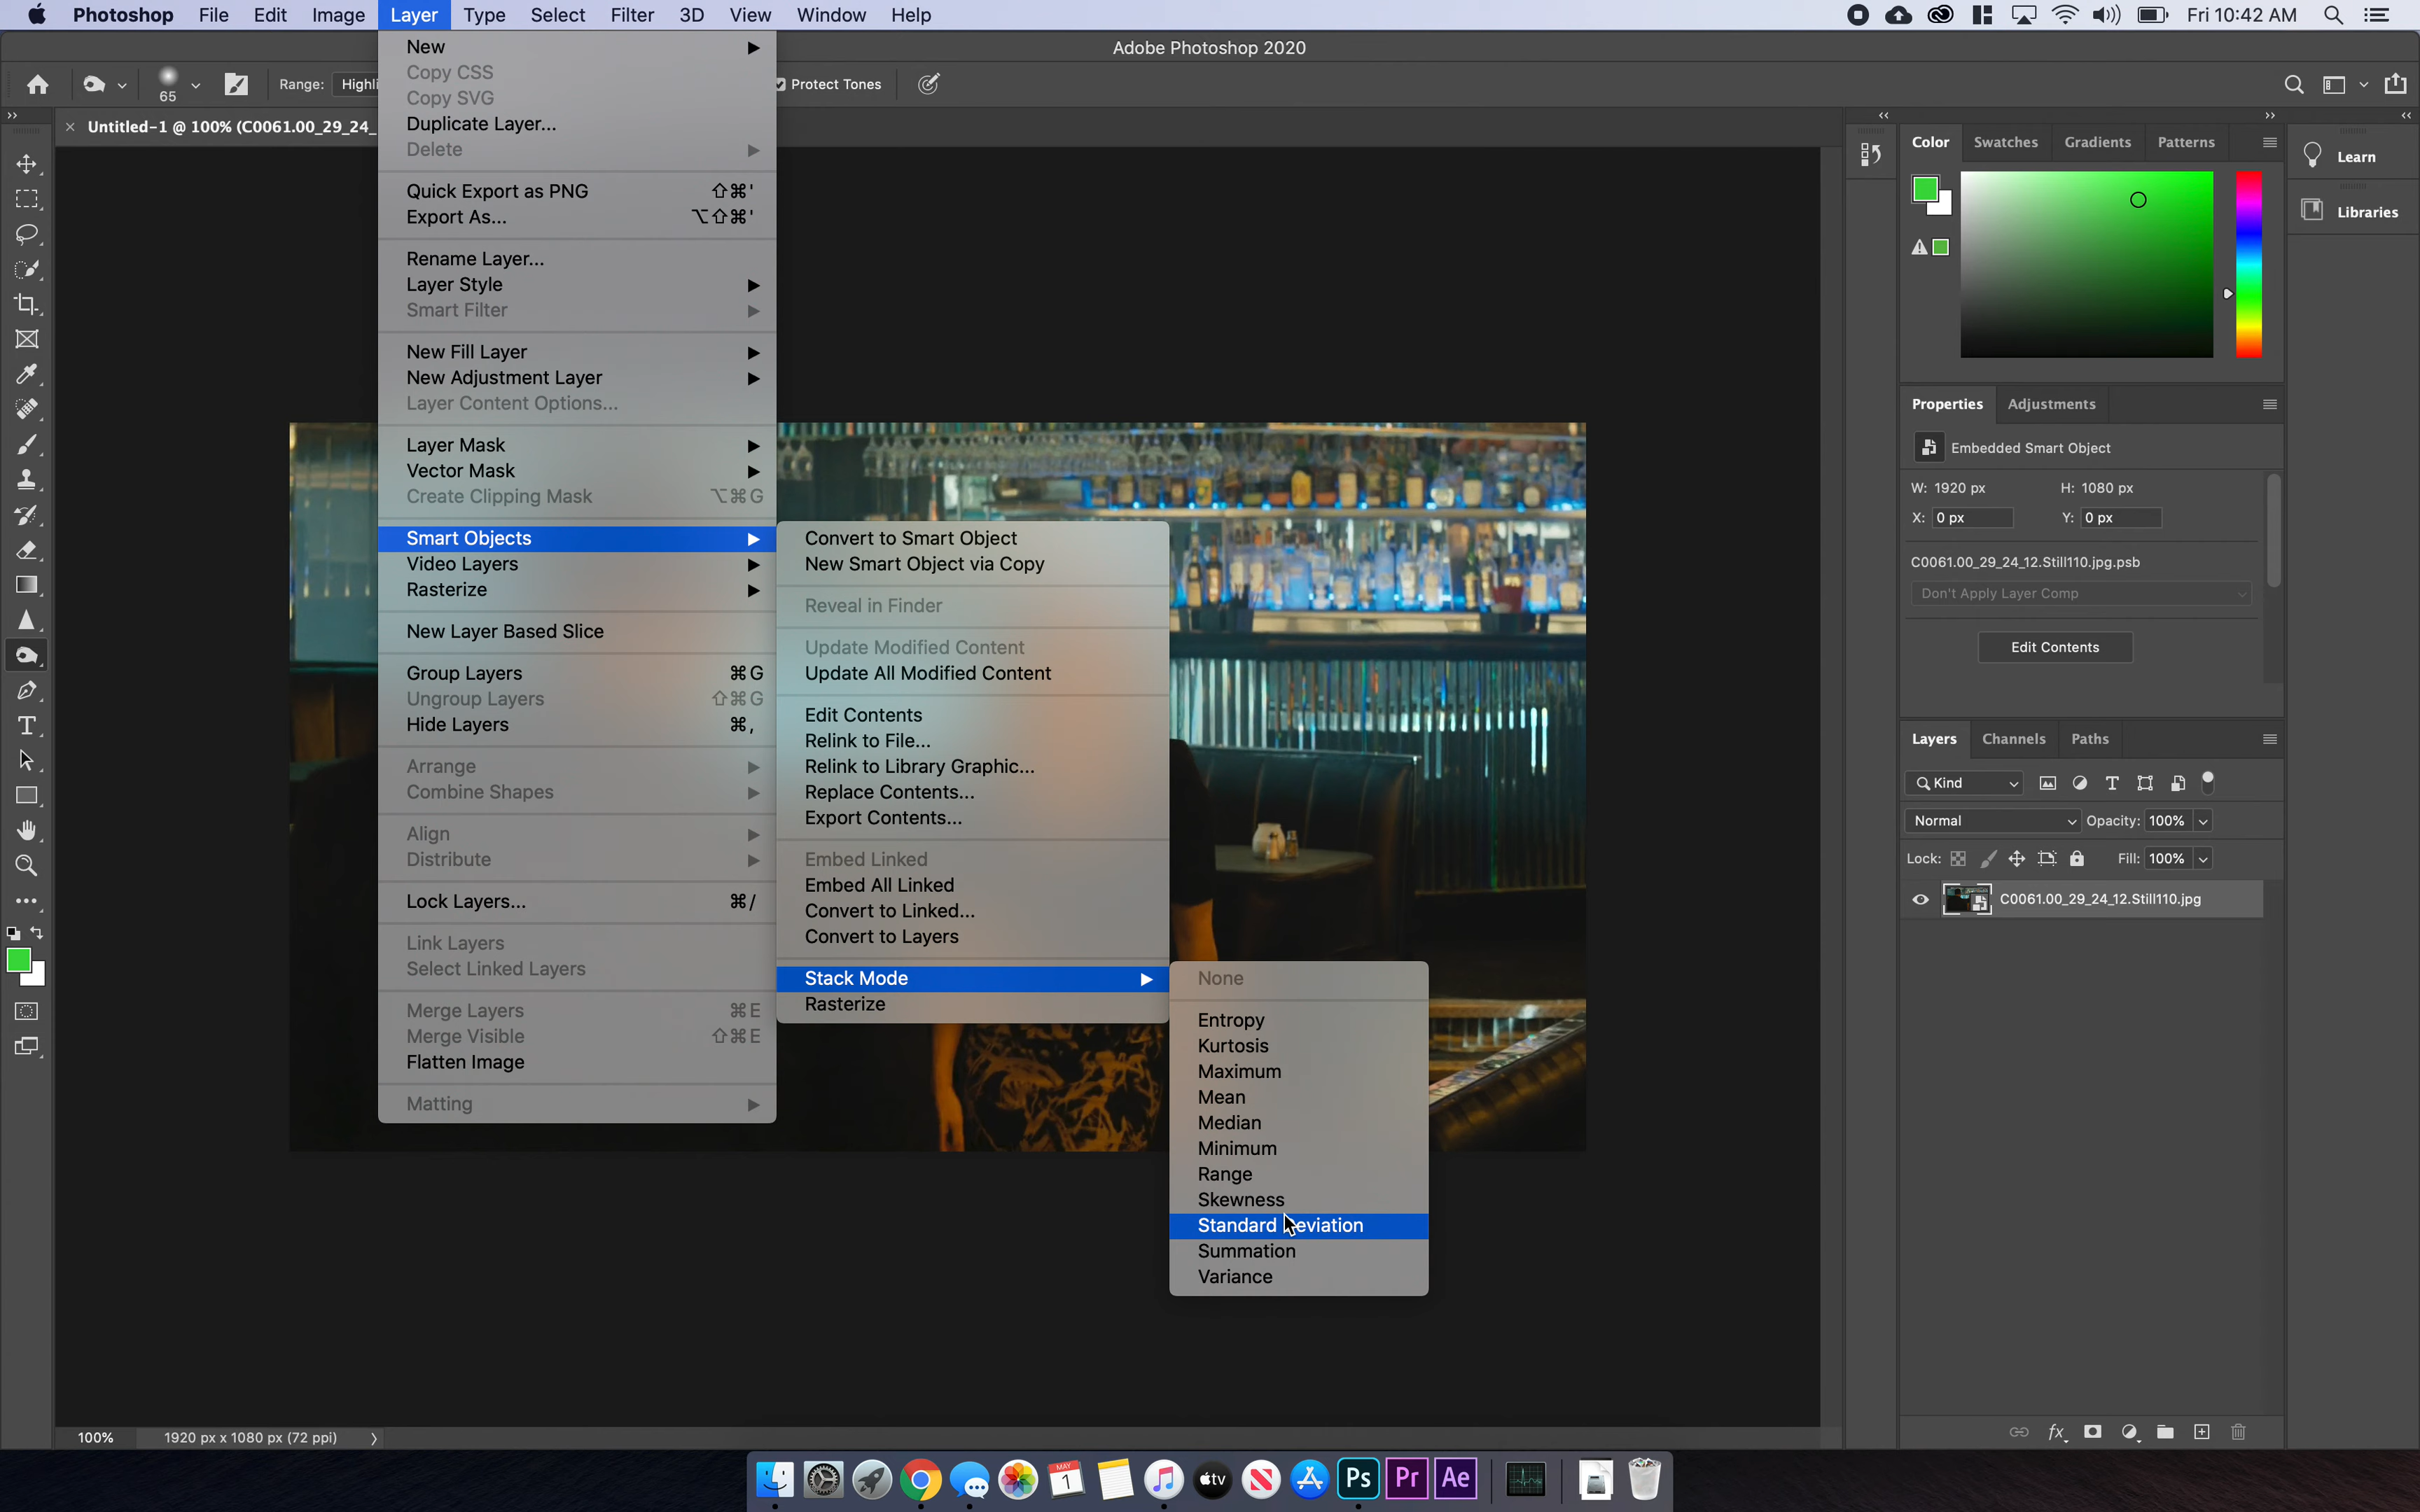 Photoshop File Edit Image Layer Type Select Filter 3D View Window Help Fri 10:42 AM
Adobe Photoshop 2020
65 Range: Highli Protect Tones
Untitled-1 @ 100% (C0061.00_29_24_
New
Copy CSS
Copy SVG
Duplicate Layer...
Delete
Quick Export as PNG ⇧⌘'
Export As... ⌥⇧⌘'
Rename Layer...
Layer Style
Smart Filter
New Fill Layer
New Adjustment Layer
Layer Content Options...
Layer Mask
Vector Mask
Create Clipping Mask ⌥⌘G
Smart Objects
Video Layers
Rasterize
New Layer Based Slice
Group Layers ⌘G
Ungroup Layers ⇧⌘G
Hide Layers ⌘,
Arrange
Combine Shapes
Align
Distribute
Lock Layers... ⌘/
Link Layers
Select Linked Layers
Merge Layers ⌘E
Merge Visible ⇧⌘E
Flatten Image
Matting
Convert to Smart Object
New Smart Object via Copy
Reveal in Finder
Update Modified Content
Update All Modified Content
Edit Contents
Relink to File...
Relink to Library Graphic...
Replace Contents...
Export Contents...
Embed Linked
Embed All Linked
Convert to Linked...
Convert to Layers
Stack Mode
Rasterize
None
Entropy
Kurtosis
Maximum
Mean
Median
Minimum
Range
Skewness
Standard Deviation
Summation
Variance
Color Swatches Gradients Patterns
Learn
Libraries
Properties Adjustments
Embedded Smart Object
W: 1920 px H: 1080 px
X: 0 px Y: 0 px
C0061.00_29_24_12.Still110.jpg.psb
Don't Apply Layer Comp
Edit Contents
Layers Channels Paths
Kind
Normal Opacity: 100%
Lock: Fill: 100%
C0061.00_29_24_12.Still110.jpg
fx
100% 1920 px x 1080 px (72 ppi)
MAY
1
tv
Ps Pr Ae